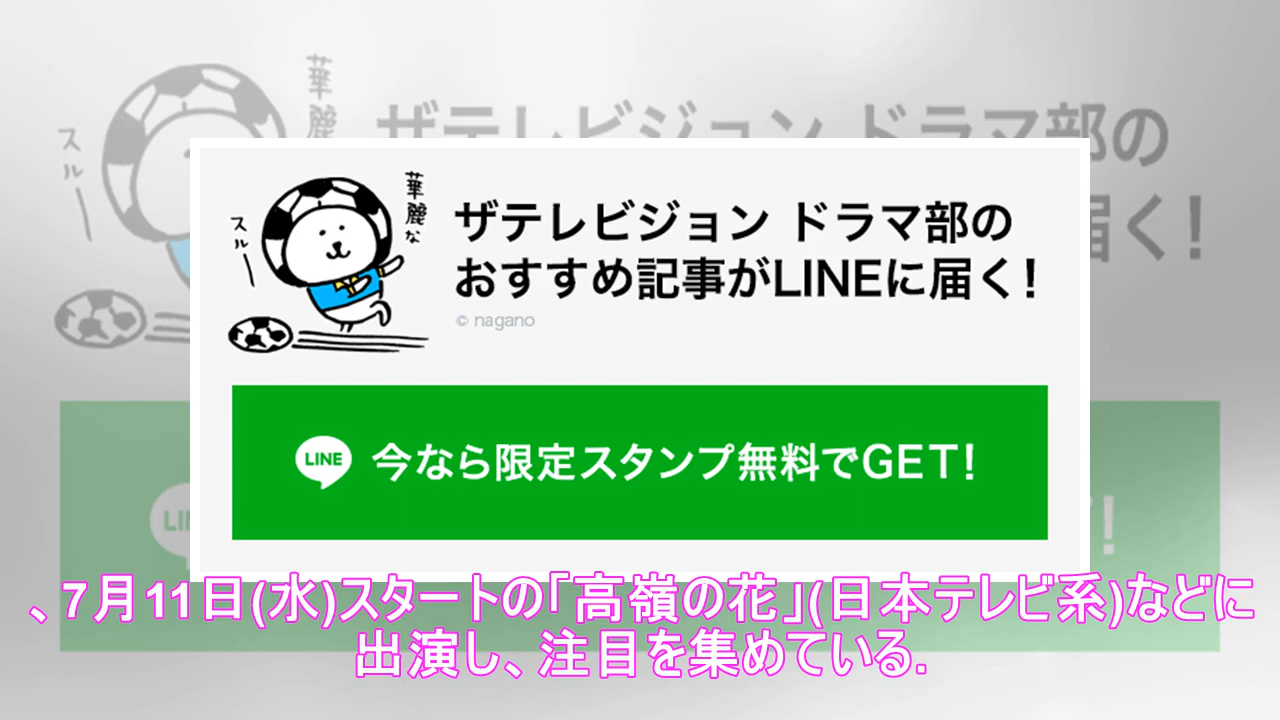 華麗な
スルー
ザテレビジョン ドラマ部の
おすすめ記事がLINEに届く!
© nagano
LINE 今なら限定スタンプ無料でGET!
、7月11日(水)スタートの「高嶺の花」(日本テレビ系)などに
出演し、注目を集めている.